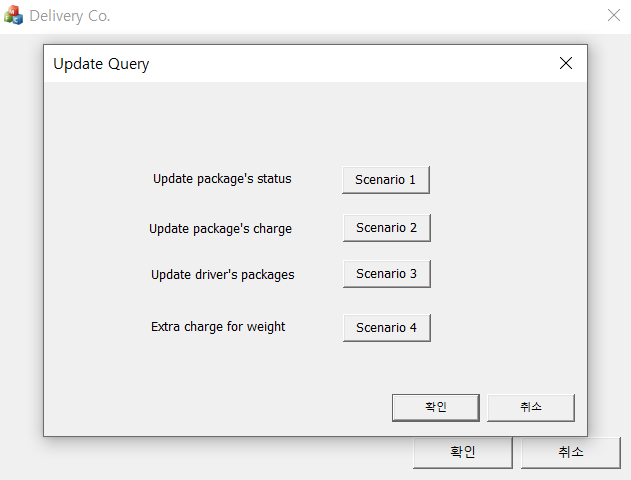 Delivery Co.
Update Query
Update package's status Scenario 1
Update package's charge Scenario 2
Update driver's packages Scenario 3
Extra charge for weight Scenario 4
확인 취소
확인 취소